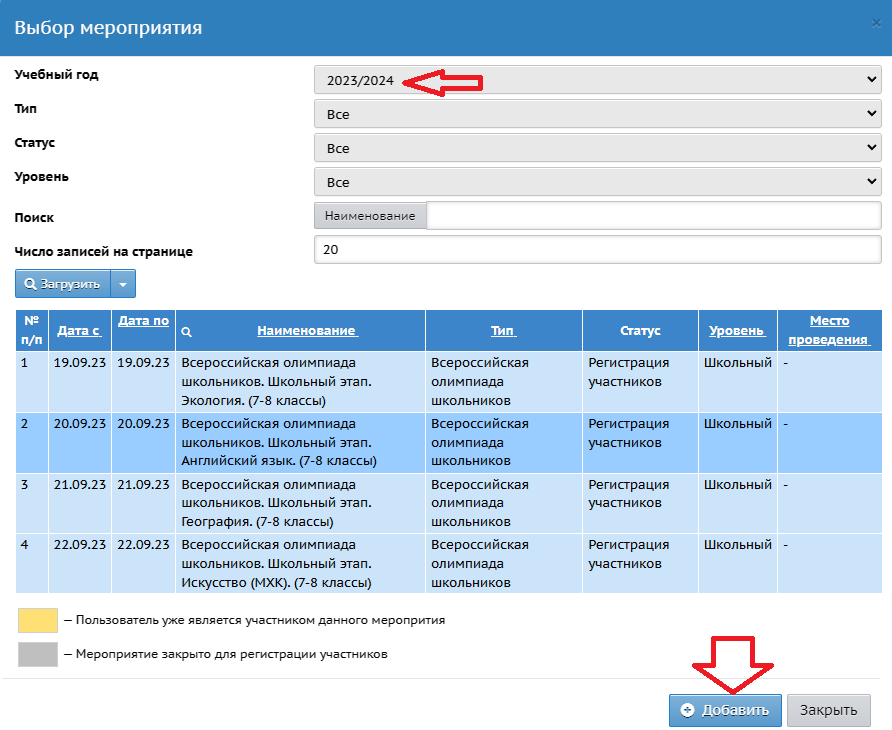 Выбор мероприятия
×
Учебный год
2023/2024
Тип
Все
Статус
Все
Уровень
Все
Поиск
Наименование
Число записей на странице
20
Загрузить
№ п/п Дата с Дата по Наименование Тип Статус Уровень Место проведения
1 19.09.23 19.09.23 Всероссийская олимпиада школьников. Школьный этап. Экология. (7-8 классы) Всероссийская олимпиада школьников Регистрация участников Школьный -
2 20.09.23 20.09.23 Всероссийская олимпиада школьников. Школьный этап. Английский язык. (7-8 классы) Всероссийская олимпиада школьников Регистрация участников Школьный -
3 21.09.23 21.09.23 Всероссийская олимпиада школьников. Школьный этап. География. (7-8 классы) Всероссийская олимпиада школьников Регистрация участников Школьный -
4 22.09.23 22.09.23 Всероссийская олимпиада школьников. Школьный этап. Искусство (МХК). (7-8 классы) Всероссийская олимпиада школьников Регистрация участников Школьный -
— Пользователь уже является участником данного меропрития
— Мероприятие закрыто для регистрации участников
Добавить
Закрыть